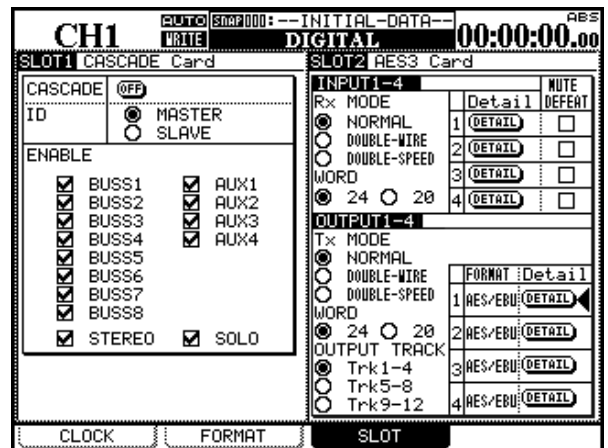 CH1
AUTO SNAP000:--INITIAL-DATA--
WRITE DIGITAL
ABS
00:00:00.00
SLOT1 CASCADE Card
CASCADE OFF
ID MASTER
SLAVE
ENABLE
BUSS1 AUX1
BUSS2 AUX2
BUSS3 AUX3
BUSS4 AUX4
BUSS5
BUSS6
BUSS7
BUSS8
STEREO SOLO
SLOT2 AES3 Card
INPUT1-4 MUTE
Rx MODE Detail DEFEAT
NORMAL 1 DETAIL
DOUBLE-WIRE 2 DETAIL
DOUBLE-SPEED
WORD 3 DETAIL
24 20 4 DETAIL
OUTPUT1-4
Tx MODE
NORMAL
DOUBLE-WIRE FORMAT Detail
DOUBLE-SPEED 1 AES/EBU DETAIL
WORD
24 20 2 AES/EBU DETAIL
OUTPUT TRACK
Trk1-4 3 AES/EBU DETAIL
Trk5-8
Trk9-12 4 AES/EBU DETAIL
CLOCK FORMAT SLOT